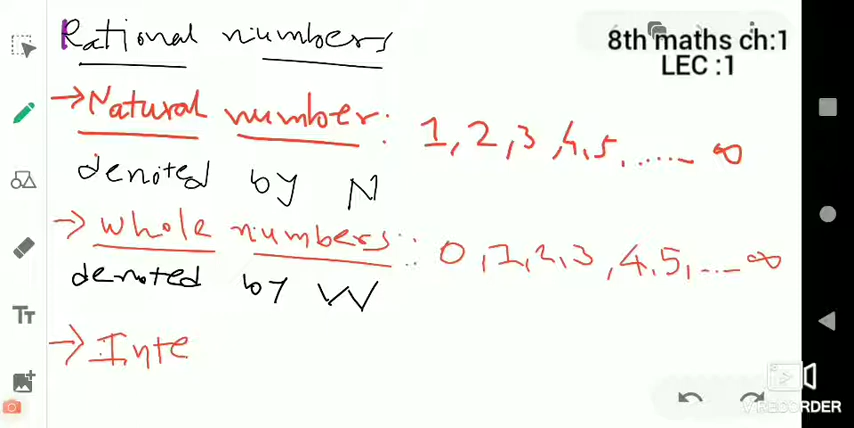 Rational numbers
8th maths ch:1
LEC :1
→Natural number: 1, 2, 3, 4, 5, ..... ∞
denoted by N
→ Whole numbers:: 0, 1, 2, 3, 4, 5, .... ∞
denoted by W
→ Inte
TT
V RECORDER